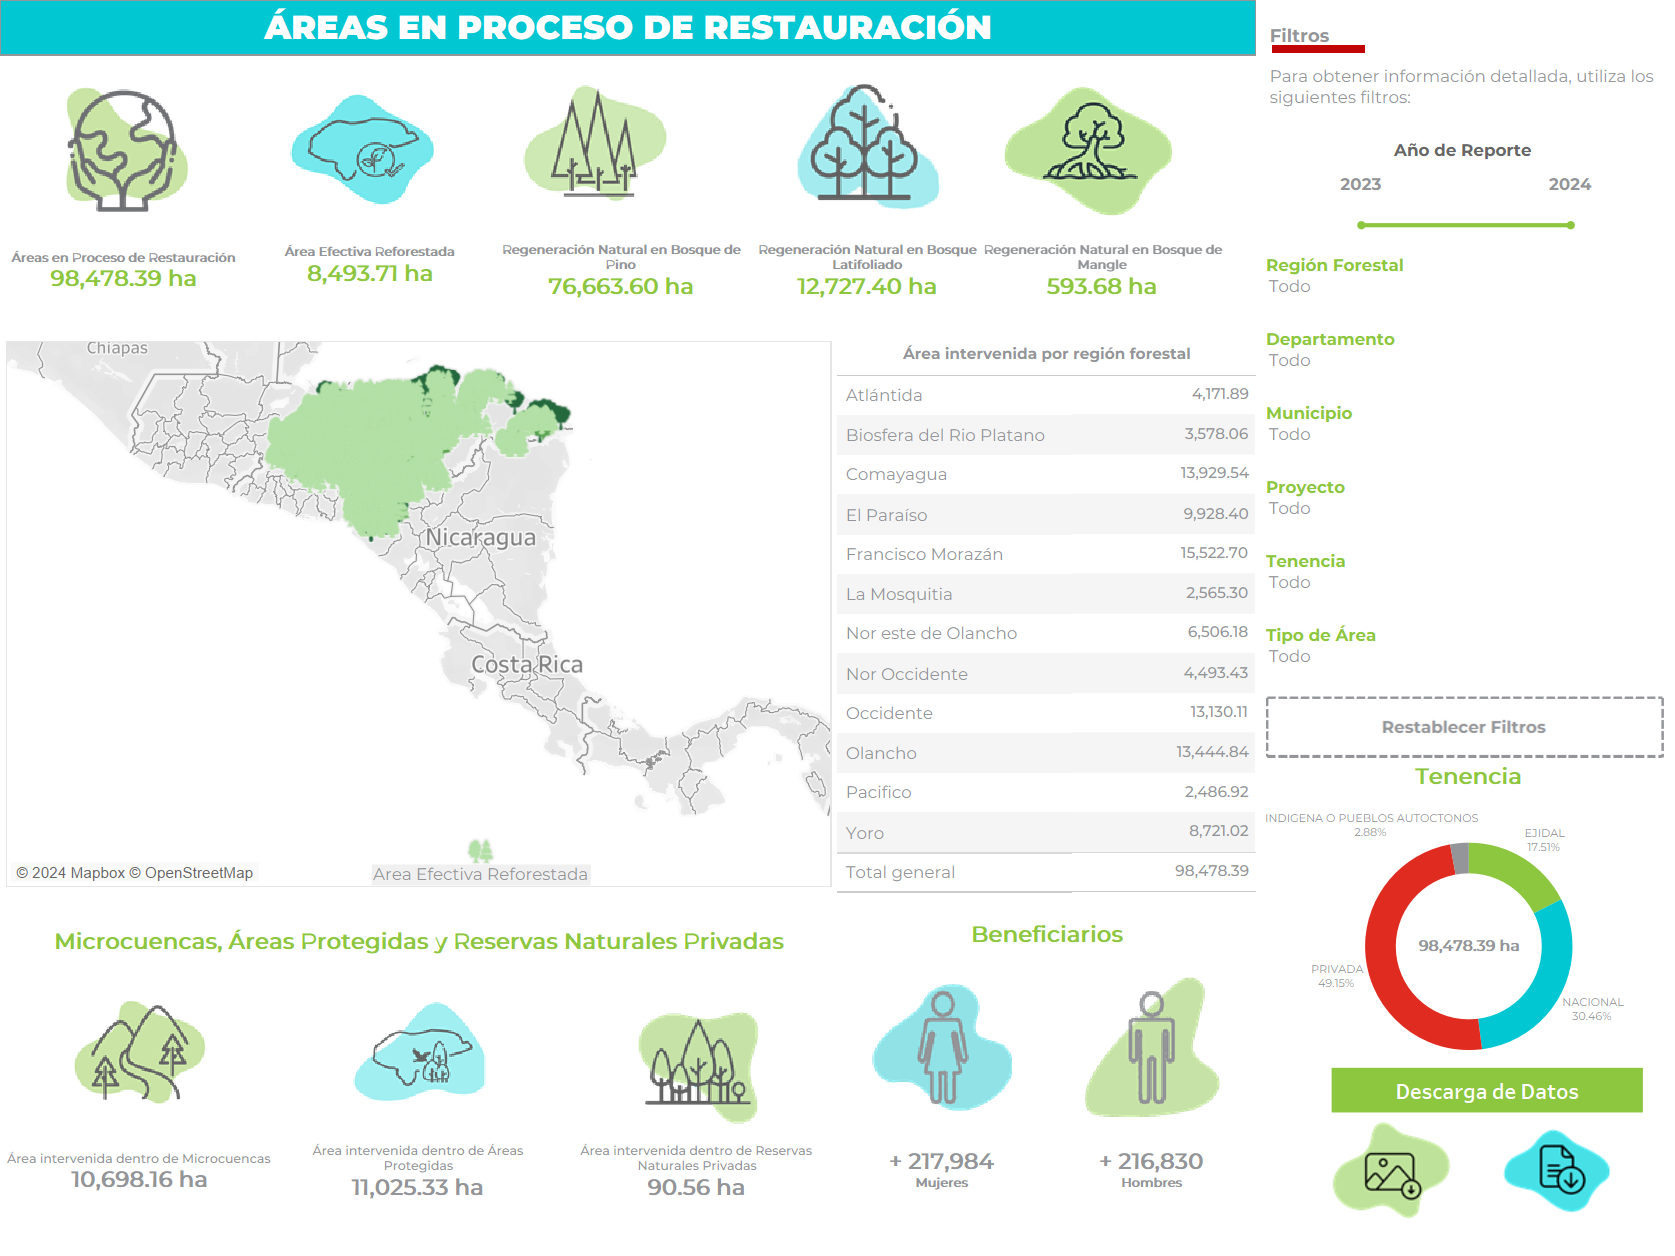 ÁREAS EN PROCESO DE RESTAURACIÓN
Áreas en Proceso de Restauración
98,478.39 ha
Área Efectiva Reforestada
8,493.71 ha
Regeneración Natural en Bosque de
Pino
76,663.60 ha
Regeneración Natural en Bosque
Latifoliado
12,727.40 ha
Regeneración Natural en Bosque de
Mangle
593.68 ha
Filtros
Para obtener información detallada, utiliza los
siguientes filtros:
Año de Reporte
2023 2024
Región Forestal
Todo
Departamento
Todo
Municipio
Todo
Proyecto
Todo
Tenencia
Todo
Tipo de Área
Todo
Restablecer Filtros
Chiapas
Nicaragua
Costa Rica
© 2024 Mapbox © OpenStreetMap
Area Efectiva Reforestada
Área intervenida por región forestal
Atlántida 4,171.89
Biosfera del Rio Platano 3,578.06
Comayagua 13,929.54
El Paraíso 9,928.40
Francisco Morazán 15,522.70
La Mosquitia 2,565.30
Nor este de Olancho 6,506.18
Nor Occidente 4,493.43
Occidente 13,130.11
Olancho 13,444.84
Pacifico 2,486.92
Yoro 8,721.02
Total general 98,478.39
Tenencia
INDIGENA O PUEBLOS AUTOCTONOS
2.88%
EJIDAL
17.51%
98,478.39 ha
PRIVADA
49.15%
NACIONAL
30.46%
Descarga de Datos
Microcuencas, Áreas Protegidas y Reservas Naturales Privadas
Área intervenida dentro de Microcuencas
10,698.16 ha
Área intervenida dentro de Áreas
Protegidas
11,025.33 ha
Área intervenida dentro de Reservas
Naturales Privadas
90.56 ha
Beneficiarios
+ 217,984
Mujeres
+ 216,830
Hombres